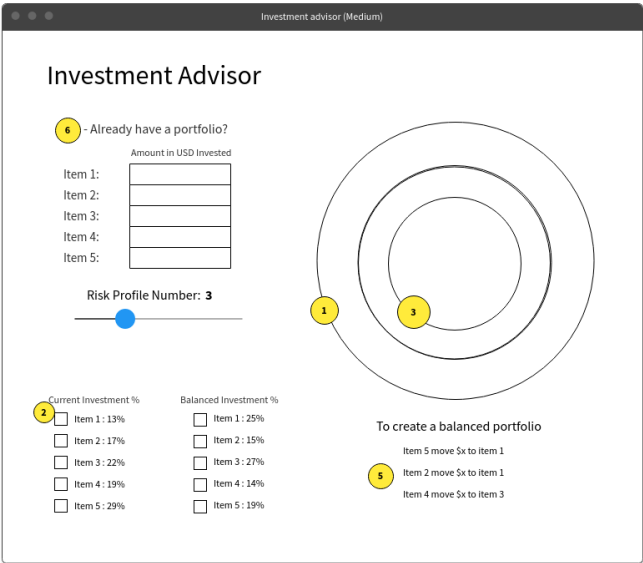 Investment advisor (Medium)
Investment Advisor
6 - Already have a portfolio?
Amount in USD Invested
Item 1:
Item 2:
Item 3:
Item 4:
Item 5:
Risk Profile Number: 3
1
3
Current Investment %
2
Item 1 : 13%
Item 2 : 17%
Item 3 : 22%
Item 4 : 19%
Item 5 : 29%
Balanced Investment %
Item 1 : 25%
Item 2 : 15%
Item 3 : 27%
Item 4 : 14%
Item 5 : 19%
To create a balanced portfolio
Item 5 move $x to item 1
5 Item 2 move $x to item 1
Item 4 move $x to item 3